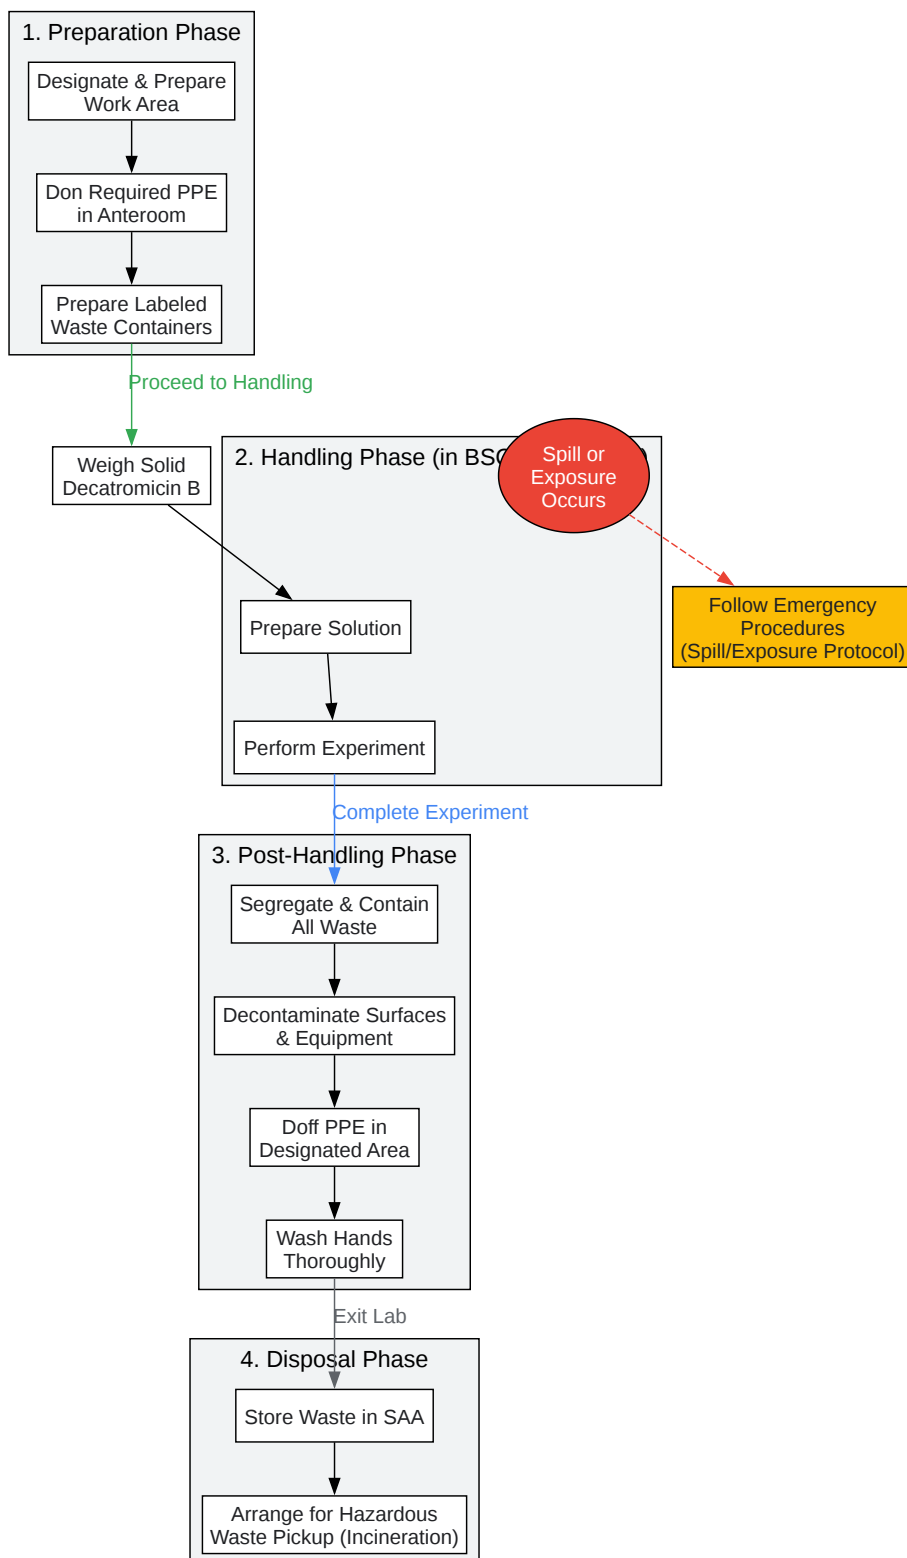 1. Preparation Phase
Designate & Prepare
Work Area
Don Required PPE
in Anteroom
Prepare Labeled
Waste Containers
Proceed to Handling
Weigh Solid
Decatromicin B
2. Handling Phase (in
Spill or
Exposure
Occurs
Follow Emergency
Procedures
(Spill/Exposure Protocol)
Prepare Solution
Perform Experiment
Complete Experiment
3. Post-Handling Phase
Segregate & Contain
All Waste
Decontaminate Surfaces
& Equipment
Doff PPE in
Designated Area
Wash Hands
Thoroughly
Exit Lab
4. Disposal Phase
Store Waste in SAA
Arrange for Hazardous
Waste Pickup (Incineration)